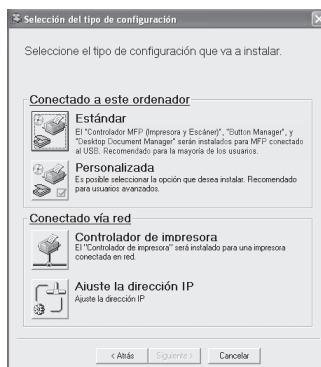 Selección del tipo de configuración
Seleccione el tipo de configuración que va a instalar.
Conectado a este ordenador
Estándar
El "Controlador MFP (Impresora y Escáner)", "Button Manager", y
"Desktop Document Manager" serán instalados para MFP conectado
al USB. Recomendado para la mayoría de los usuarios.
Personalizada
Es posible seleccionar la opción que desea instalar. Recomendado
para usuarios avanzados.
Conectado vía red
Controlador de impresora
El "Controlador de impresora" será instalado para una impresora
conectada en red.
Ajuste la dirección IP
Ajuste la dirección IP
< Atrás
Siguiente >
Cancelar